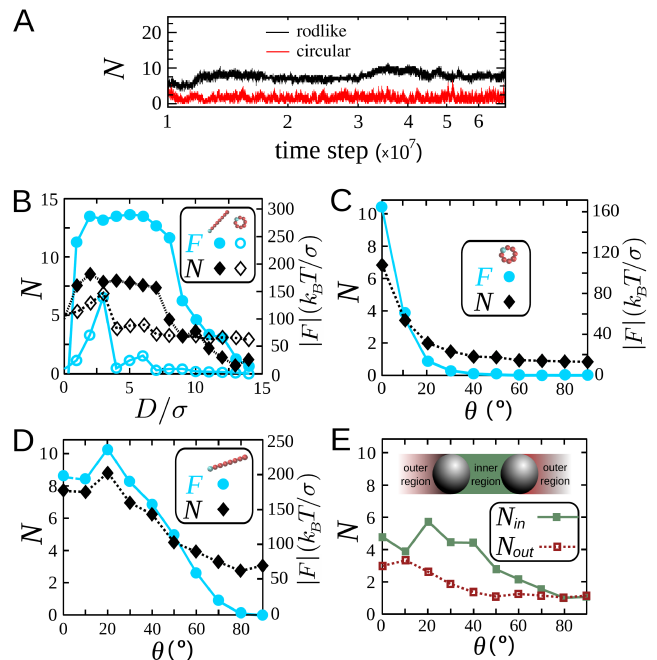 A
N
20
10
0
rodlike
circular
1
2
3
4
5
6
time step (×10⁷)
B
N
15
10
5
0
F
N
0
5
10
15
D/σ
300
250
200
150
100
50
0
|F|(k_BT/σ)
C
N
10
8
6
4
2
0
F
N
0
20
40
60
80
θ (°)
160
120
80
40
0
|F|(k_BT/σ)
D
N
10
8
6
4
2
0
F
N
0
20
40
60
80
θ (°)
250
200
150
100
50
0
|F|(k_BT/σ)
E
N
10
8
6
4
2
0
outer region
inner region
outer region
N_in
N_out
0
20
40
60
80
θ (°)